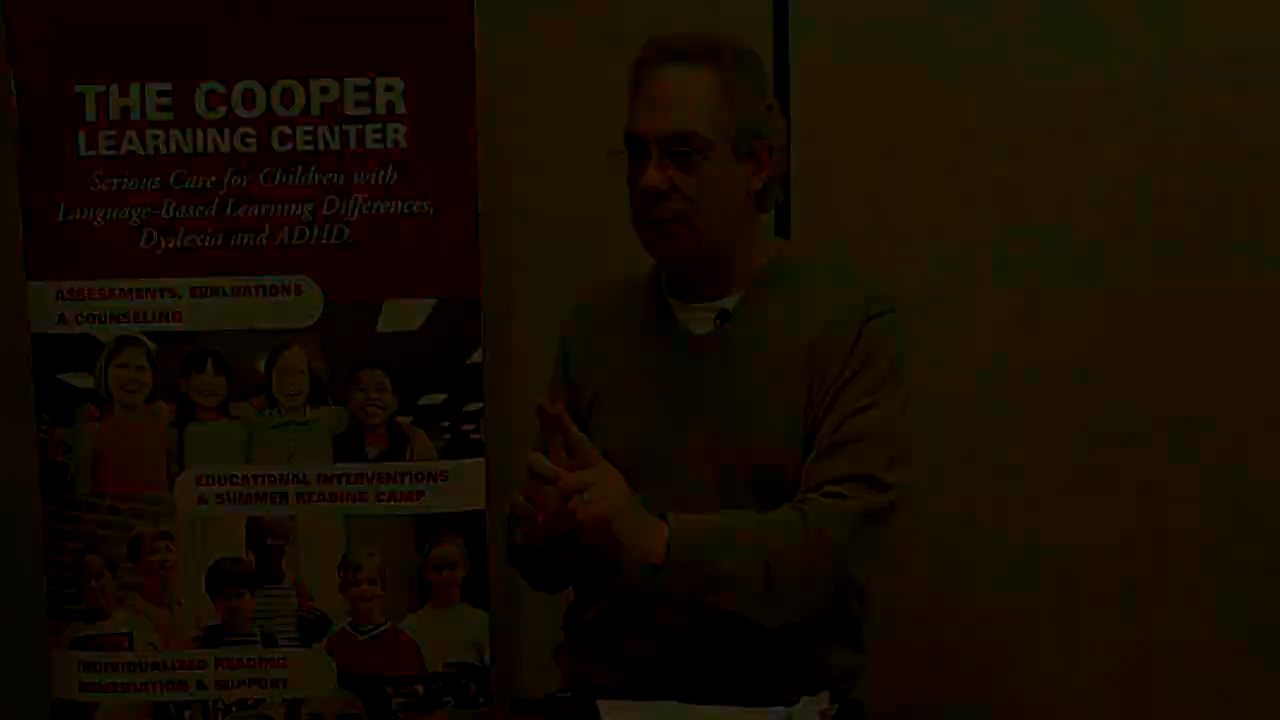 THE COOPER
LEARNING CENTER
Serious Care for Children with
Language-Based Learning Differences,
Dyslexia and ADHD.
ASSESSMENTS, EVALUATIONS
& COUNSELING
EDUCATIONAL INTERVENTIONS
& SUMMER READING CAMP
INDIVIDUALIZED READING
REMEDIATION & SUPPORT